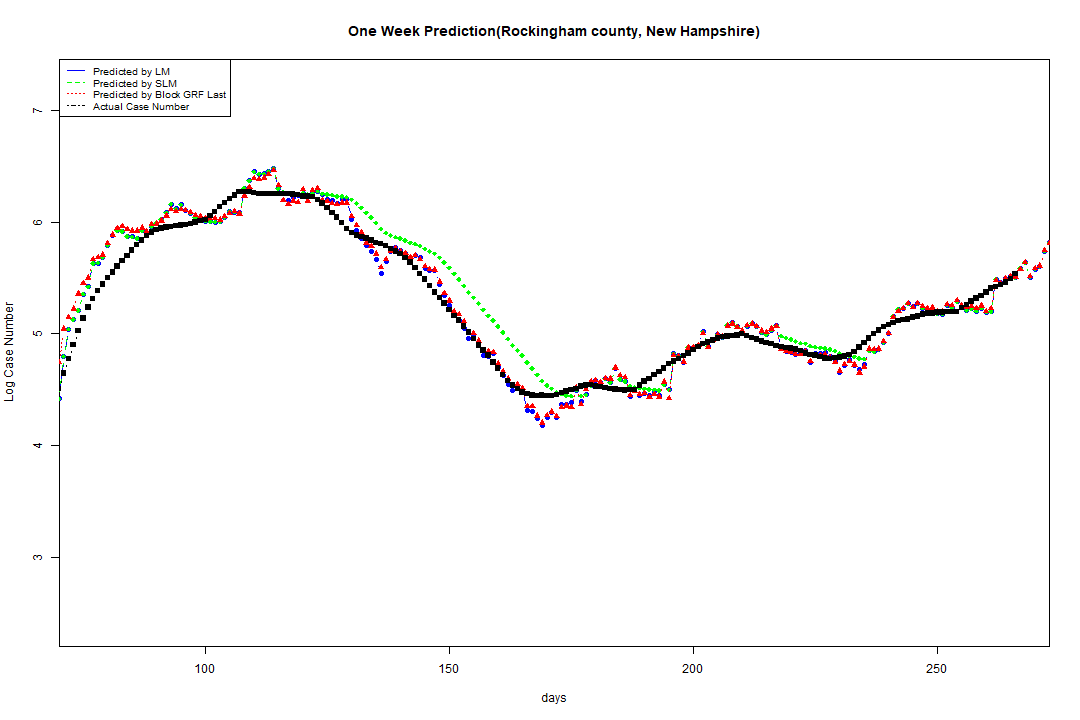 One Week Prediction(Rockingham county, New Hampshire)
Predicted by LM
Predicted by SLM
Predicted by Block GRF Last
Actual Case Number
7
6
5
4
3
Log Case Number
100 150 200 250
days